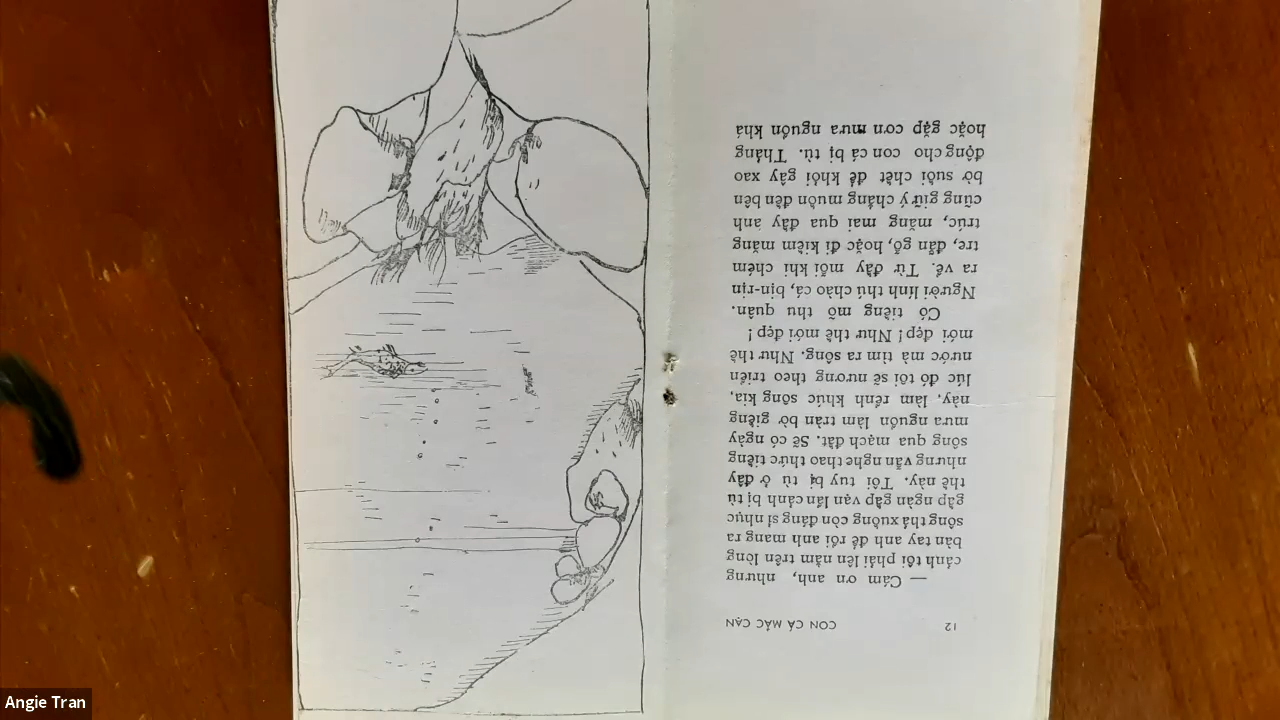 12 CON CÁ MẮC CẠN
— Cám ơn anh, nhưng
cảnh tôi phải lên nằm trên lòng
bàn tay anh để rồi anh mang ra
sông thả xuống còn đáng sỉ nhục
gấp ngàn gấp vạn lần cảnh bị tù
thế này. Tôi tuy bị tù ở đây
nhưng vẫn nghe thao thức tiếng
sông qua mạch đất. Sẽ có ngày
mưa nguồn làm tràn bờ giếng
này, làm rềnh khúc sông kia,
lúc đó tôi sẽ nương theo triền
nước mà tìm ra sông. Như thế
mới đẹp ! Như thế mới đẹp !
Có tiếng mõ thu quân.
Người lính thú chào cá, bịn-rịn
ra về. Từ đấy mỗi khi chém
tre, đẵn gỗ, hoặc đi kiếm măng
trúc, măng mai qua đấy anh
cũng giữ ý chẳng muốn đến bên
bờ suối chết để khỏi gây xao
động cho con cá bị tù. Thảng
hoặc gặp cơn mưa nguồn khá
Angie Tran